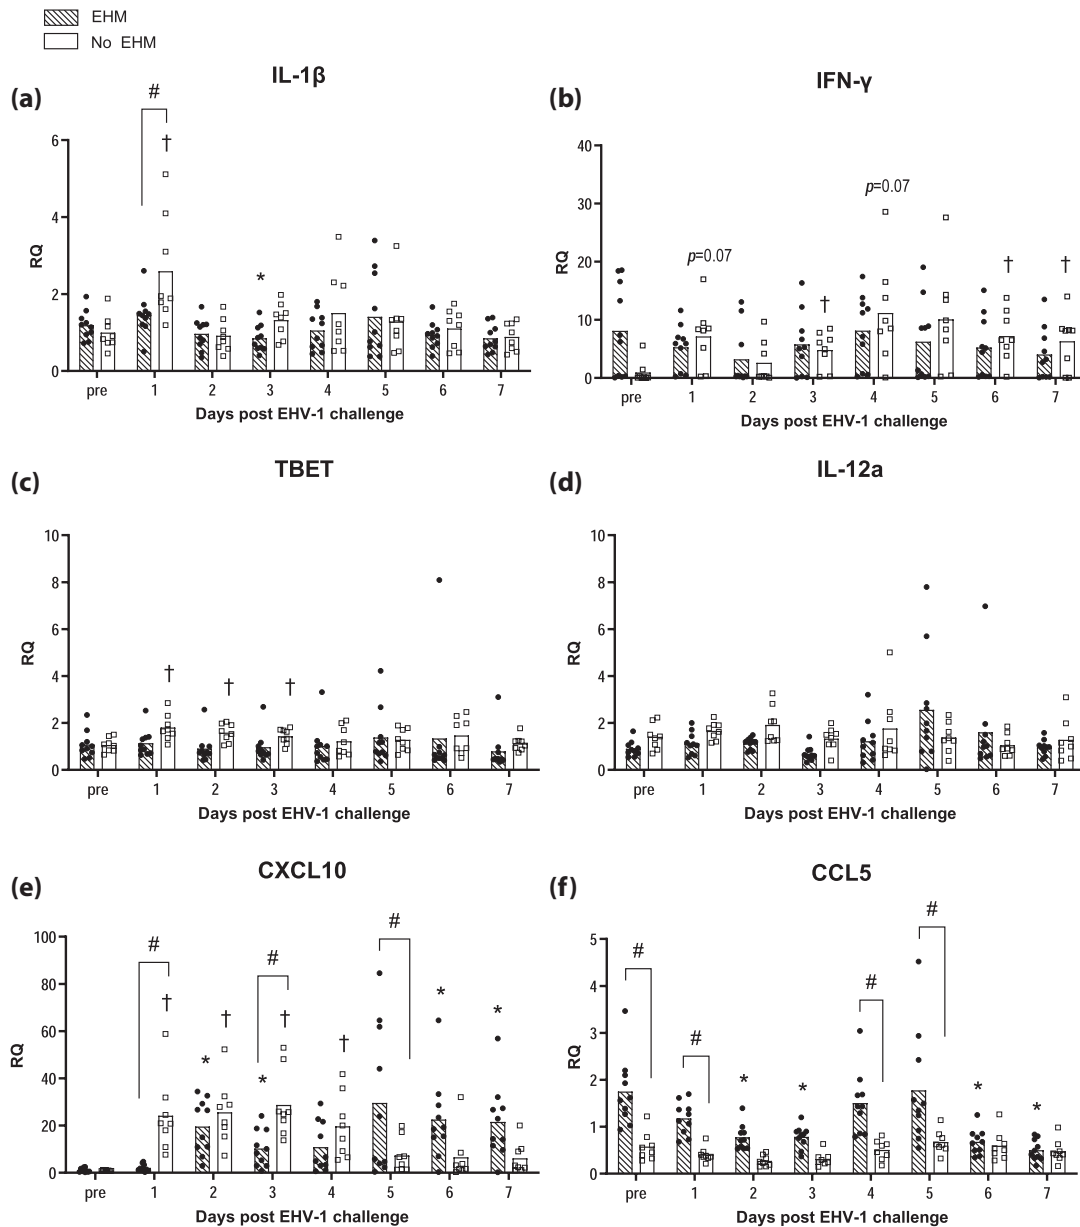 EHM
No EHM
(a)
IL-1β
#
†
*
6
4
2
0
RQ
pre 1 2 3 4 5 6 7
Days post EHV-1 challenge
(b)
IFN-γ
p=0.07
p=0.07
†
†
†
40
30
20
10
0
RQ
pre 1 2 3 4 5 6 7
Days post EHV-1 challenge
(c)
TBET
†
†
†
10
8
6
4
2
0
RQ
pre 1 2 3 4 5 6 7
Days post EHV-1 challenge
(d)
IL-12a
10
8
6
4
2
0
RQ
pre 1 2 3 4 5 6 7
Days post EHV-1 challenge
(e)
CXCL10
#
†
*
†
#
*
†
†
#
*
*
100
80
60
40
20
0
RQ
pre 1 2 3 4 5 6 7
Days post EHV-1 challenge
(f)
CCL5
#
#
*
*
#
#
*
*
5
4
3
2
1
0
RQ
pre 1 2 3 4 5 6 7
Days post EHV-1 challenge